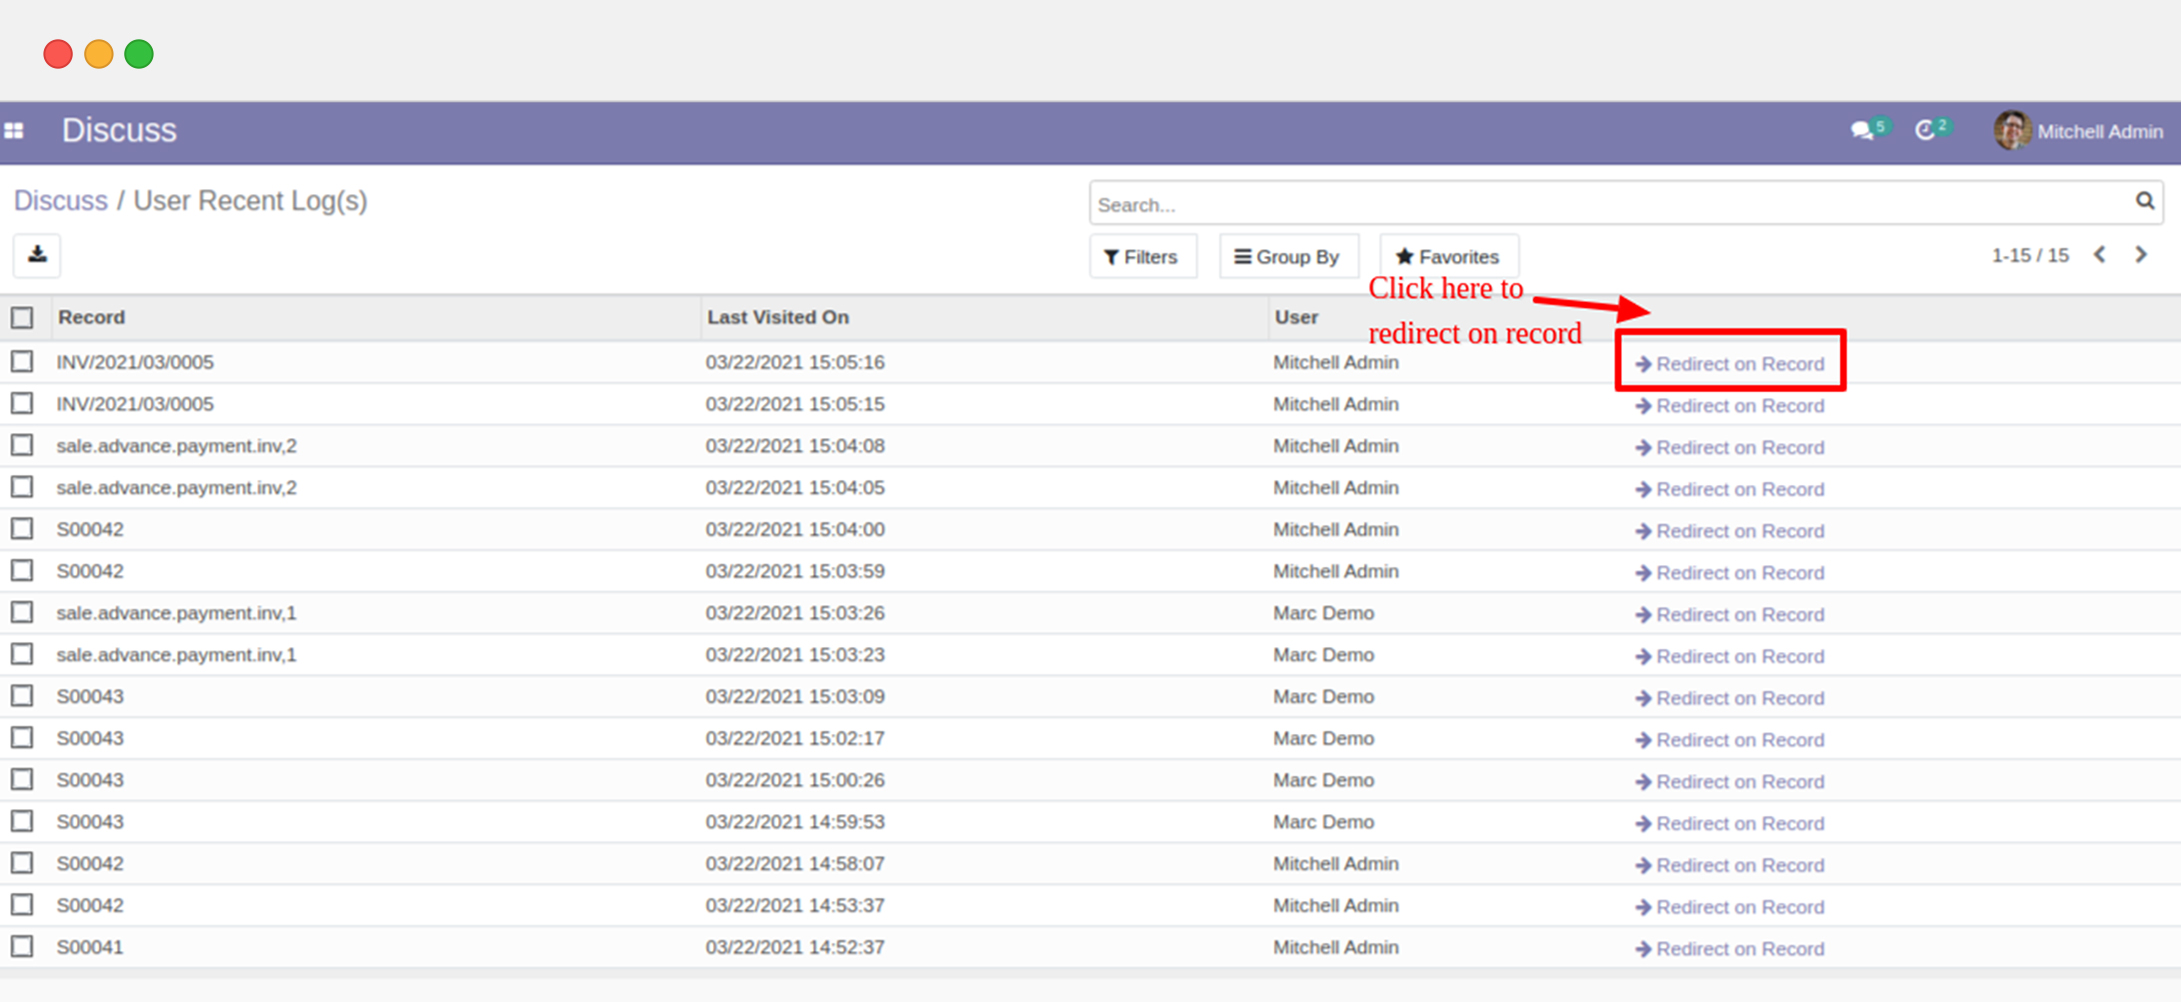 Discuss 5 2 Mitchell Admin
Discuss / User Recent Log(s)
Search...
Filters Group By Favorites 1-15 / 15
Click here to
redirect on record
Record Last Visited On User
INV/2021/03/0005 03/22/2021 15:05:16 Mitchell Admin Redirect on Record
INV/2021/03/0005 03/22/2021 15:05:15 Mitchell Admin Redirect on Record
sale.advance.payment.inv,2 03/22/2021 15:04:08 Mitchell Admin Redirect on Record
sale.advance.payment.inv,2 03/22/2021 15:04:05 Mitchell Admin Redirect on Record
S00042 03/22/2021 15:04:00 Mitchell Admin Redirect on Record
S00042 03/22/2021 15:03:59 Mitchell Admin Redirect on Record
sale.advance.payment.inv,1 03/22/2021 15:03:26 Marc Demo Redirect on Record
sale.advance.payment.inv,1 03/22/2021 15:03:23 Marc Demo Redirect on Record
S00043 03/22/2021 15:03:09 Marc Demo Redirect on Record
S00043 03/22/2021 15:02:17 Marc Demo Redirect on Record
S00043 03/22/2021 15:00:26 Marc Demo Redirect on Record
S00043 03/22/2021 14:59:53 Marc Demo Redirect on Record
S00042 03/22/2021 14:58:07 Mitchell Admin Redirect on Record
S00042 03/22/2021 14:53:37 Mitchell Admin Redirect on Record
S00041 03/22/2021 14:52:37 Mitchell Admin Redirect on Record